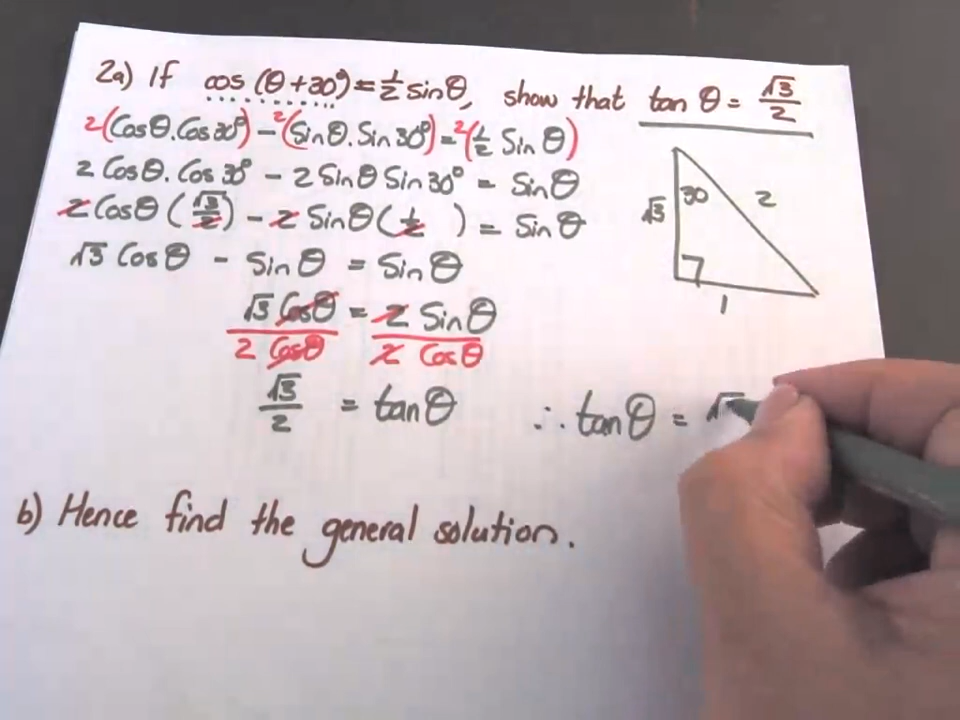 2a) If cos (θ+30°)=½ sinθ, show that tan θ = √3/2
2(Cosθ.Cos30°) - 2(Sinθ.Sin30°) = 2(½ Sinθ)
2 Cosθ.Cos 30° - 2 Sinθ Sin 30° = Sinθ
2 Cosθ (√3/2) - 2 Sinθ (½) = Sinθ
√3 Cosθ - Sinθ = Sinθ
√3 Cosθ / 2 Cosθ = 2 Sinθ / 2 Cosθ
√3/2 = tanθ
∴ tanθ = √
√3
30
2
1
b) Hence find the general solution.